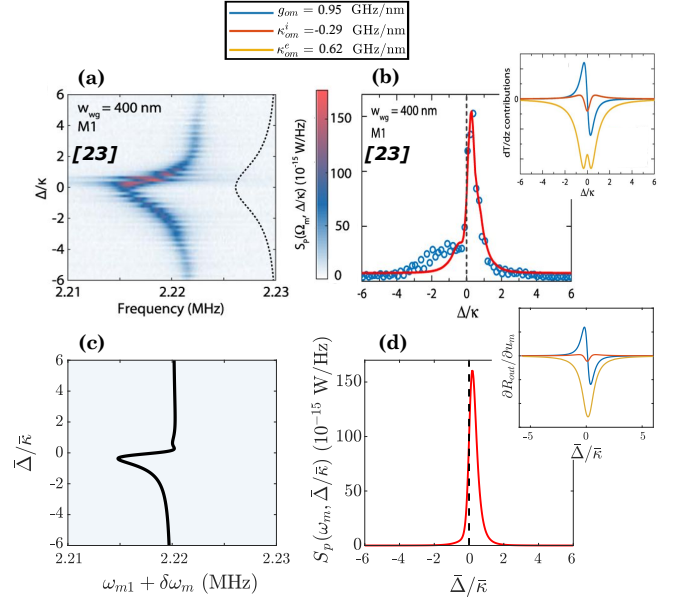 g_om = 0.95 GHz/nm
κ^i_om =-0.29 GHz/nm
κ^e_om = 0.62 GHz/nm
(a)
w_wg = 400 nm
M1
[23]
Δ/κ
6
4
2
0
-2
-4
-6
2.21
2.22
2.23
Frequency (MHz)
S_p(Ω_m, Δ/κ) (10^-15 W/Hz)
150
100
50
0
(b)
w_wg = 400 nm
M1
[23]
-6
-4
-2
0
2
4
6
Δ/κ
dT/dz contributions
0
-6
-4
-2
0
2
4
6
Δ/κ
(c)
Δ̄/κ̄
6
4
2
0
-2
-4
-6
2.21
2.22
2.23
ω_m1 + δω_m (MHz)
(d)
S_p(ω_m, Δ̄/κ̄) (10^-15 W/Hz)
150
100
50
0
-6
-4
-2
0
2
4
6
Δ̄/κ̄
∂R_out/∂u_m
-5
0
5
Δ̄/κ̄